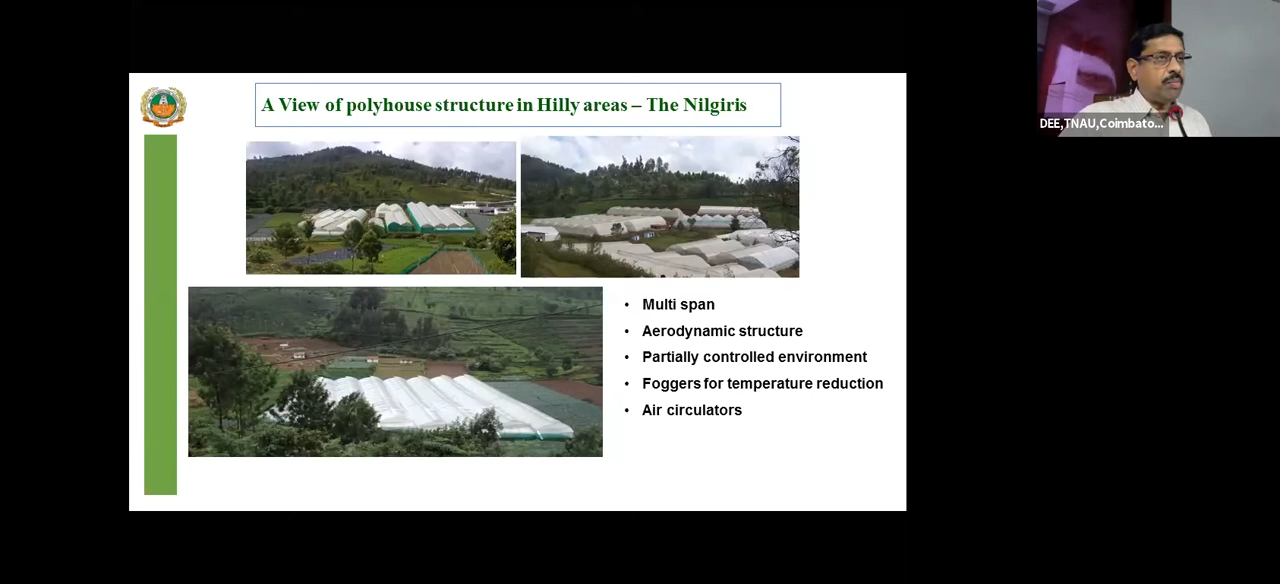 A View of polyhouse structure in Hilly areas – The Nilgiris
DEE,TNAU,Coimbato...
• Multi span
• Aerodynamic structure
• Partially controlled environment
• Foggers for temperature reduction
• Air circulators